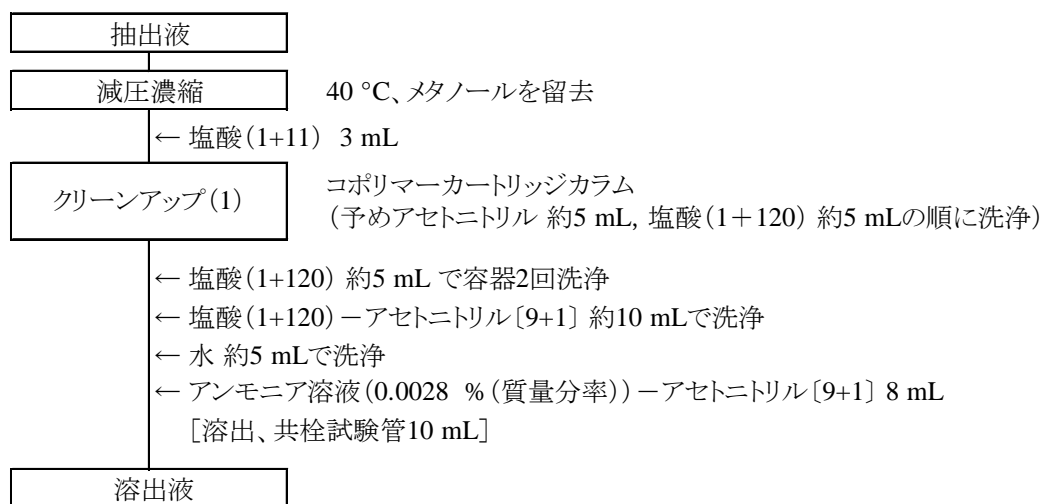 抽出液
減圧濃縮 40 °C、メタノールを留去
← 塩酸(1+11) 3 mL
コポリマーカートリッジカラム
クリーンアップ(1)
(予めアセトニトリル 約5 mL, 塩酸(1+120) 約5 mLの順に洗浄)
← 塩酸(1+120) 約5 mL で容器2回洗浄
← 塩酸(1+120)-アセトニトリル〔9+1〕 約10 mLで洗浄
← 水 約5 mLで洗浄
← アンモニア溶液(0.0028 %(質量分率))-アセトニトリル〔9+1〕 8 mL
[溶出、共栓試験管10 mL]
溶出液